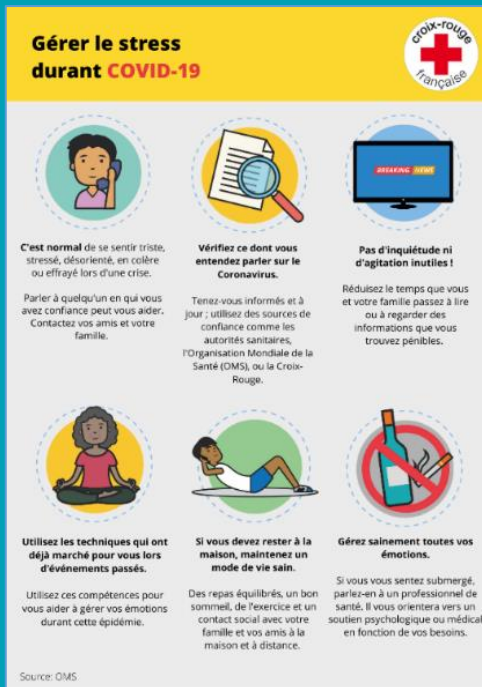 Gérer le stress
durant COVID-19
croix-rouge
française
BREAKING NEWS
C'est normal de se sentir triste,
stressé, désorienté, en colère
ou effrayé lors d'une crise.
Parler à quelqu'un en qui vous
avez confiance peut vous aider.
Contactez vos amis et votre
famille.
Vérifiez ce dont vous
entendez parler sur le
Coronavirus.
Tenez-vous informés et à
jour ; utilisez des sources de
confiance comme les
autorités sanitaires,
l'Organisation Mondiale de la
Santé (OMS), ou la Croix-
Rouge.
Pas d'inquiétude ni
d'agitation inutiles !
Réduisez le temps que vous
et votre famille passez à lire
ou à regarder des
informations que vous
trouvez pénibles.
Utilisez les techniques qui ont
déjà marché pour vous lors
d'événements passés.
Utilisez ces compétences pour
vous aider à gérer vos émotions
durant cette épidémie.
Si vous devez rester à la
maison, maintenez un
mode de vie sain.
Des repas équilibrés, un bon
sommeil, de l'exercice et un
contact social avec votre
famille et vos amis à la
maison et à distance.
Gérez sainement toutes vos
émotions.
Si vous vous sentez submergé,
parlez-en à un professionnel de
santé. Il vous orientera vers un
soutien psychologique ou médical
en fonction de vos besoins.
Source: OMS